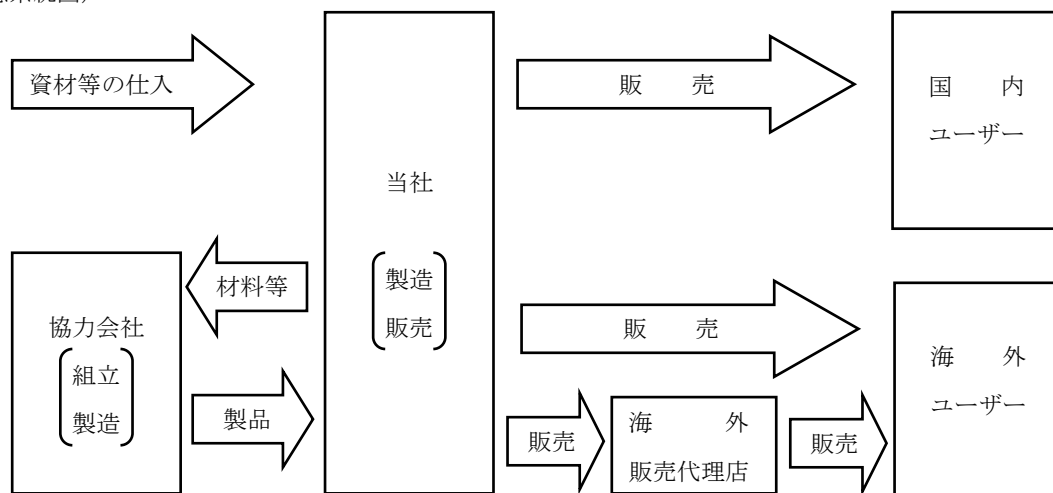 資材等の仕入
販　　売
国　　内
ユーザー
当社
製造
販売
材料等
協力会社
組立
製造
製品
販　　売
海　　外
ユーザー
販売
海　　　外
販売代理店
販売